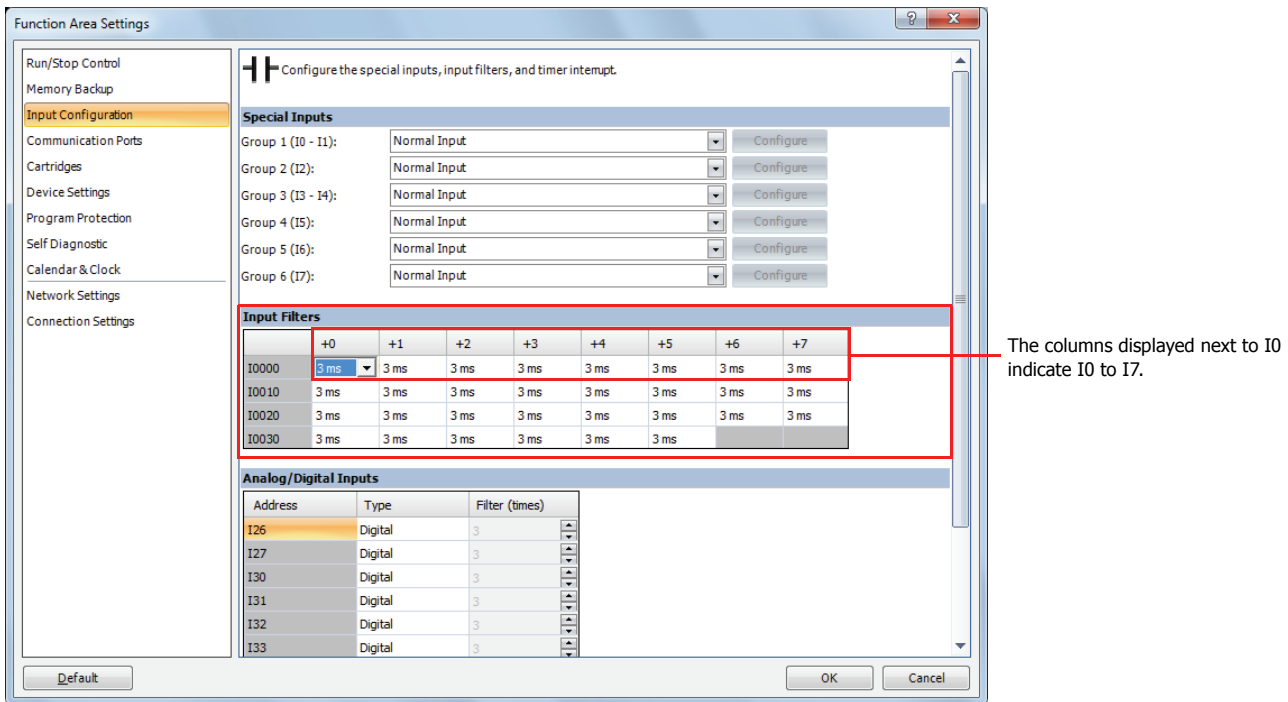 Function Area Settings
?
X
Run/Stop Control
Memory Backup
Input Configuration
Communication Ports
Cartridges
Device Settings
Program Protection
Self Diagnostic
Calendar & Clock
Network Settings
Connection Settings
Configure the special inputs, input filters, and timer interrupt.
Special Inputs
Group 1 (I0 - I1): Normal Input Configure
Group 2 (I2): Normal Input Configure
Group 3 (I3 - I4): Normal Input Configure
Group 4 (I5): Normal Input Configure
Group 5 (I6): Normal Input Configure
Group 6 (I7): Normal Input Configure
Input Filters
+0 +1 +2 +3 +4 +5 +6 +7
I0000 3 ms 3 ms 3 ms 3 ms 3 ms 3 ms 3 ms 3 ms
I0010 3 ms 3 ms 3 ms 3 ms 3 ms 3 ms 3 ms 3 ms
I0020 3 ms 3 ms 3 ms 3 ms 3 ms 3 ms 3 ms 3 ms
I0030 3 ms 3 ms 3 ms 3 ms 3 ms 3 ms
The columns displayed next to I0
indicate I0 to I7.
Analog/Digital Inputs
Address Type Filter (times)
I26 Digital 3
I27 Digital 3
I30 Digital 3
I31 Digital 3
I32 Digital 3
I33 Digital 3
Default
OK
Cancel